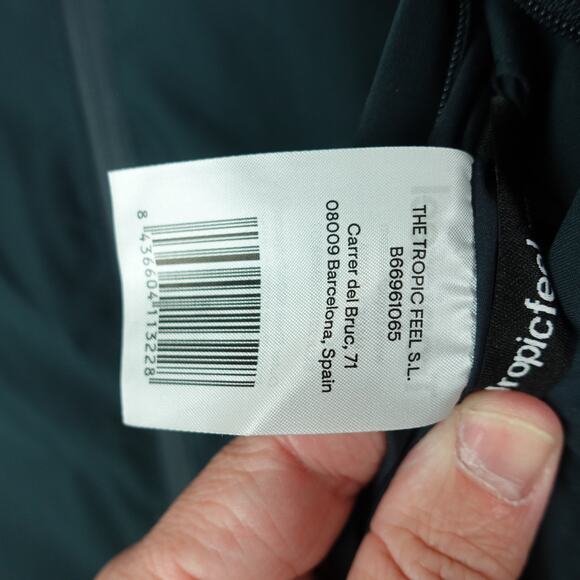 THE TROPIC FEEL S.L.
B66961065
Carrer del Bruc, 71
08009 Barcelona, Spain
8 436604 113228
tropicfeel